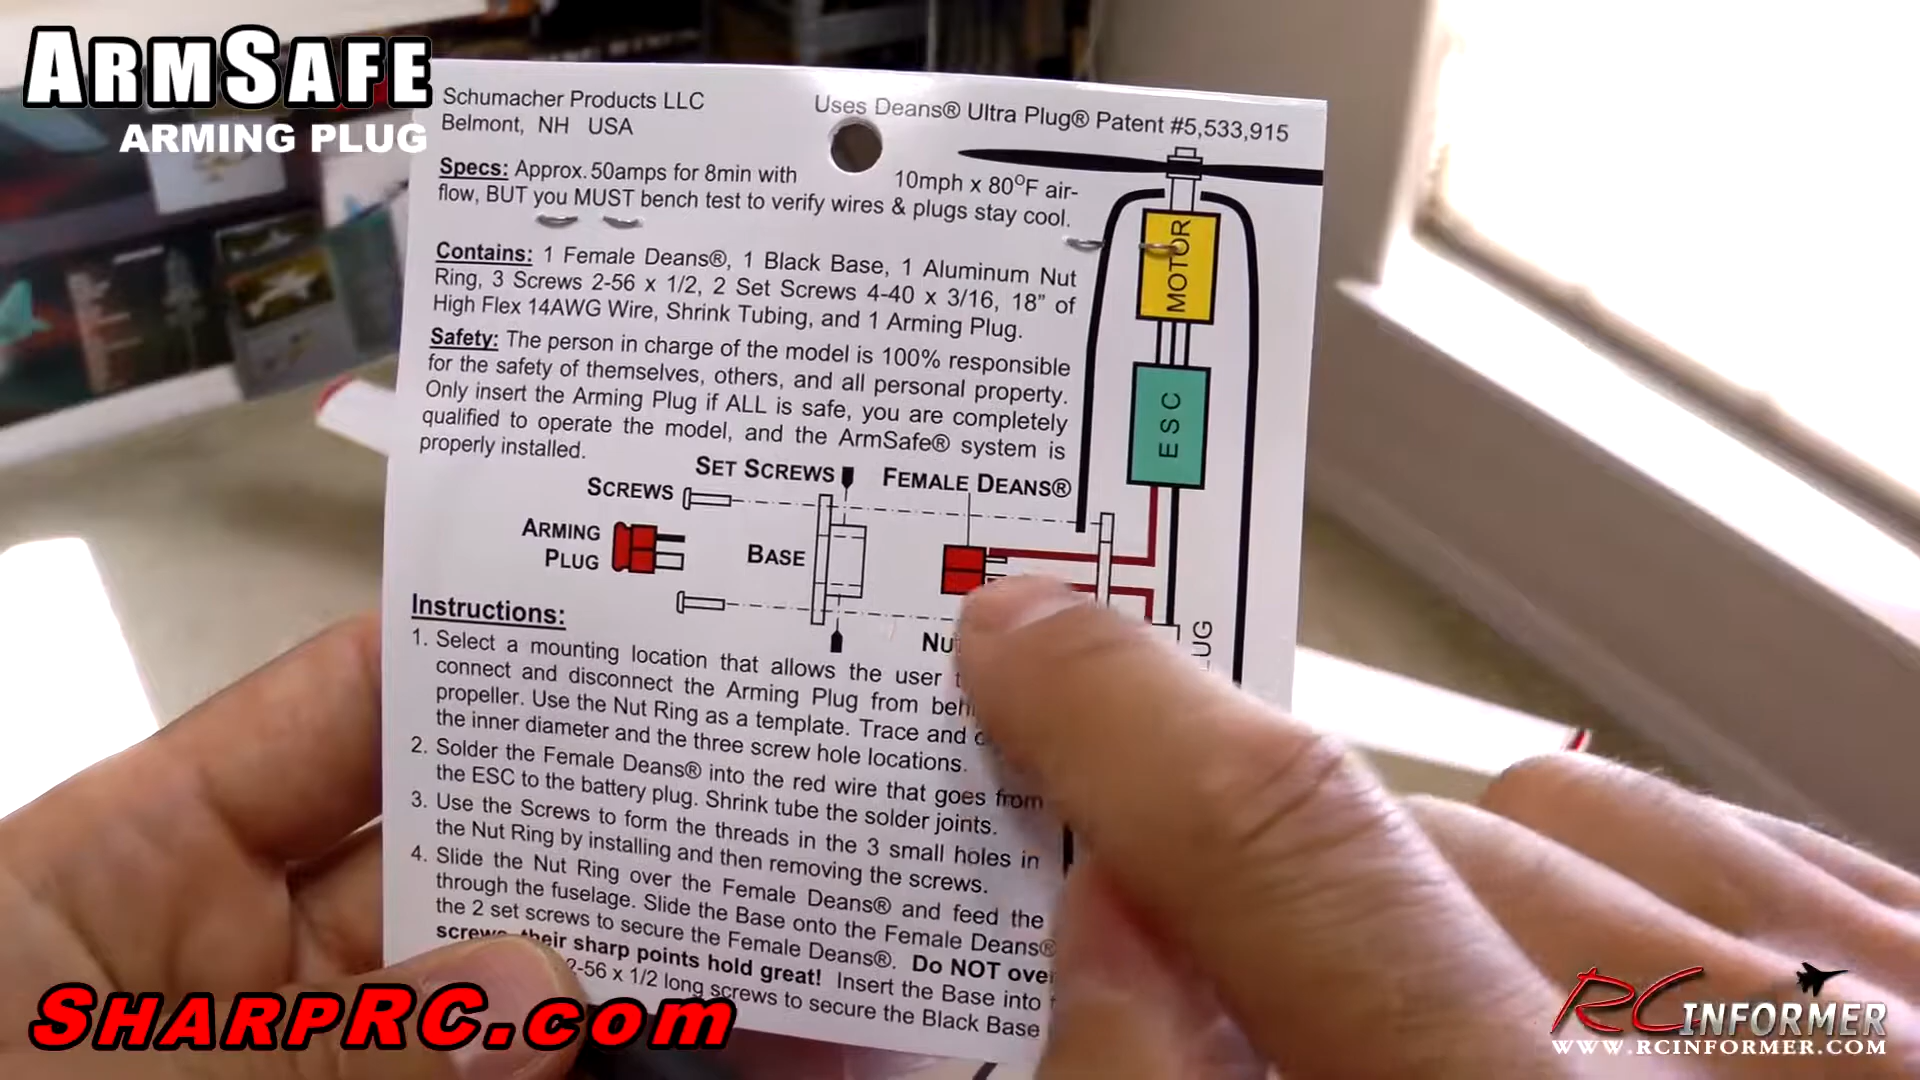 ARMSAFE
ARMING PLUG
Schumacher Products LLC
Belmont, NH USA
Uses Deans® Ultra Plug® Patent #5,533,915
Specs: Approx. 50amps for 8min with 10mph x 80°F air-
flow, BUT you MUST bench test to verify wires & plugs stay cool.
Contains: 1 Female Deans®, 1 Black Base, 1 Aluminum Nut
Ring, 3 Screws 2-56 x 1/2, 2 Set Screws 4-40 x 3/16, 18” of
High Flex 14AWG Wire, Shrink Tubing, and 1 Arming Plug.
Safety: The person in charge of the model is 100% responsible
for the safety of themselves, others, and all personal property.
Only insert the Arming Plug if ALL is safe, you are completely
qualified to operate the model, and the ArmSafe® system is
properly installed.
MOTOR
ESC
SET SCREWS
FEMALE DEANS®
SCREWS
ARMING
PLUG
BASE
Instructions:
1. Select a mounting location that allows the user
connect and disconnect the Arming Plug from
propeller. Use the Nut Ring as a template. Trace and
the inner diameter and the three screw hole locations.
2. Solder the Female Deans® into the red wire that goes from
the ESC to the battery plug. Shrink tube the solder joints.
3. Use the Screws to form the threads in the 3 small holes in
the Nut Ring by installing and then removing the screws.
4. Slide the Nut Ring over the Female Deans® and feed the
through the fuselage. Slide the Base onto the Female Deans®
the 2 set screws to secure the Female Deans®. Do NOT
screws, their sharp points hold great! Insert the Base into
2-56 x 1/2 long screws to secure the Black Base
SHARPRC.com
RC INFORMER
WWW.RCINFORMER.COM